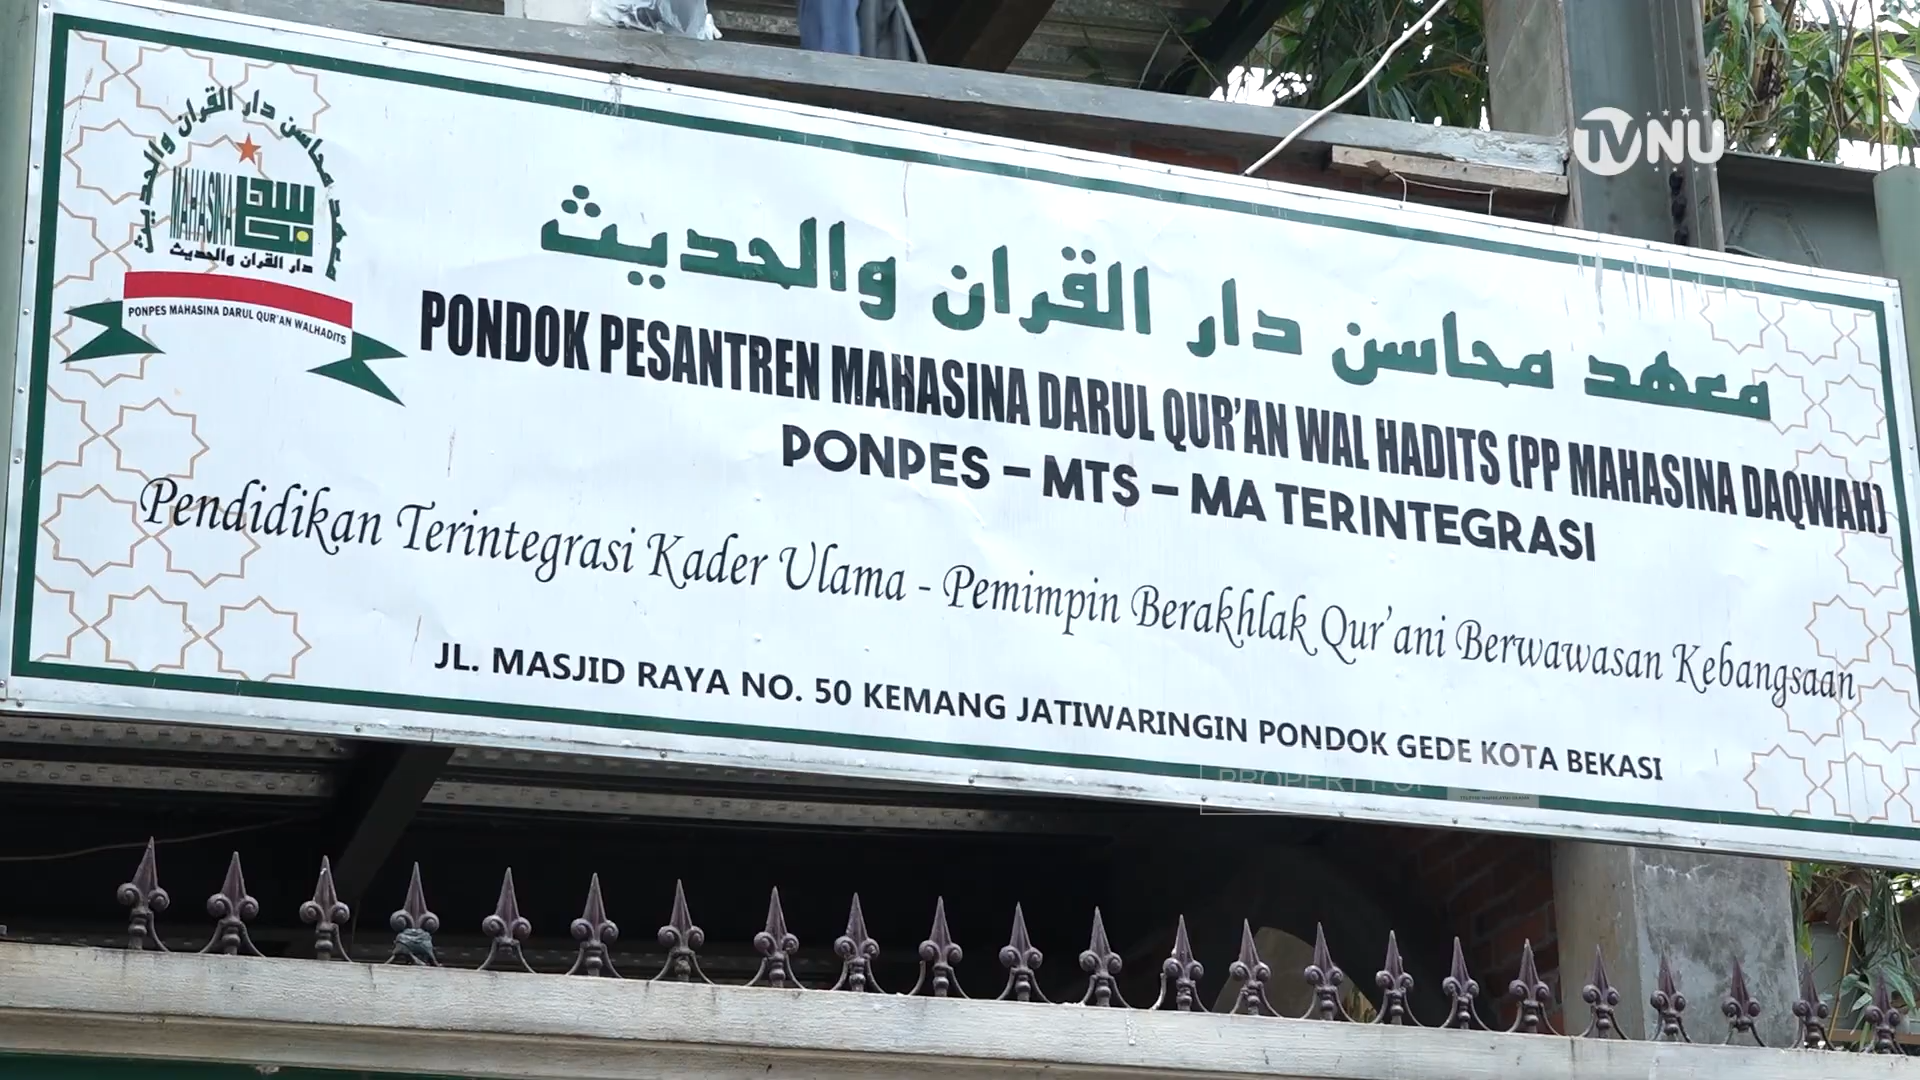 TVNU
معهد محاسن دار القران والحديث
MAHASINA
دار القران والحديث
PONPES MAHASINA DARUL QUR'AN WALHADITS
معهد محاسن دار القران والحديث
PONDOK PESANTREN MAHASINA DARUL QUR'AN WAL HADITS (PP MAHASINA DAQWAH)
PONPES – MTS – MA TERINTEGRASI
Pendidikan Terintegrasi Kader Ulama - Pemimpin Berakhlak Qur'ani Berwawasan Kebangsaan
JL. MASJID RAYA NO. 50 KEMANG JATIWARINGIN PONDOK GEDE KOTA BEKASI
PROPERTY OF